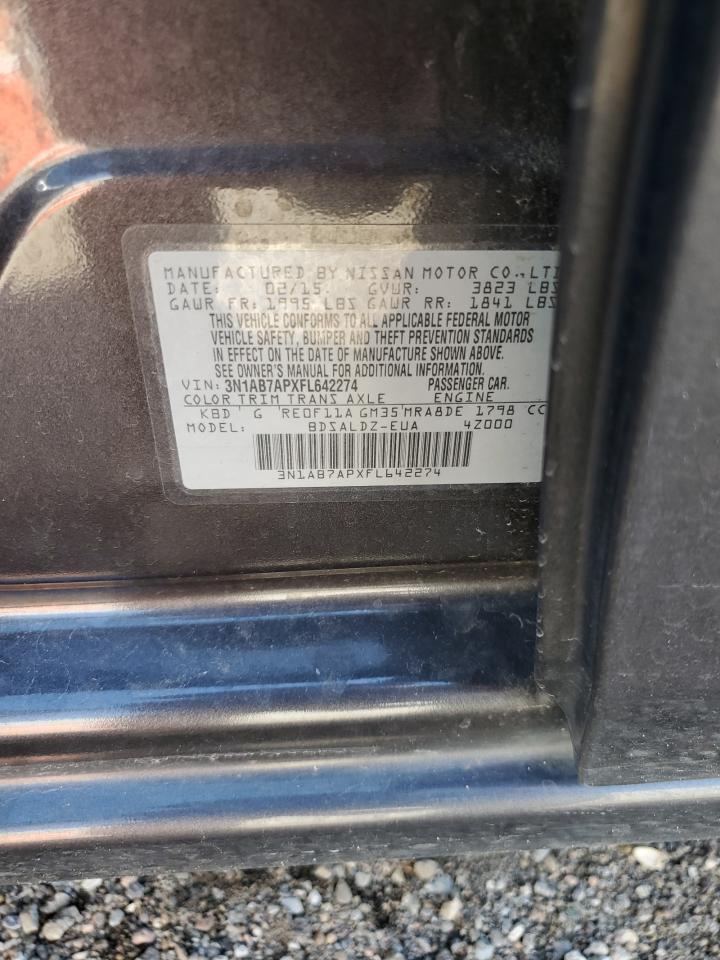 MANUFACTURED BY NISSAN MOTOR CO.,LTD
DATE: 02/15. GVWR: 3823 LBS
GAWR FR: 1995 LBS GAWR RR: 1841 LBS
THIS VEHICLE CONFORMS TO ALL APPLICABLE FEDERAL MOTOR
VEHICLE SAFETY, BUMPER AND THEFT PREVENTION STANDARDS
IN EFFECT ON THE DATE OF MANUFACTURE SHOWN ABOVE.
SEE OWNER'S MANUAL FOR ADDITIONAL INFORMATION.
VIN: 3N1AB7APXFL642274 PASSENGER CAR.
COLOR TRIM TRANS AXLE ENGINE
KBD ' G 'RE0F11A GM35'MRA8DE 1798 CC
MODEL: BDSALDZ-EUA 4Z000
3N1AB7APXFL642274